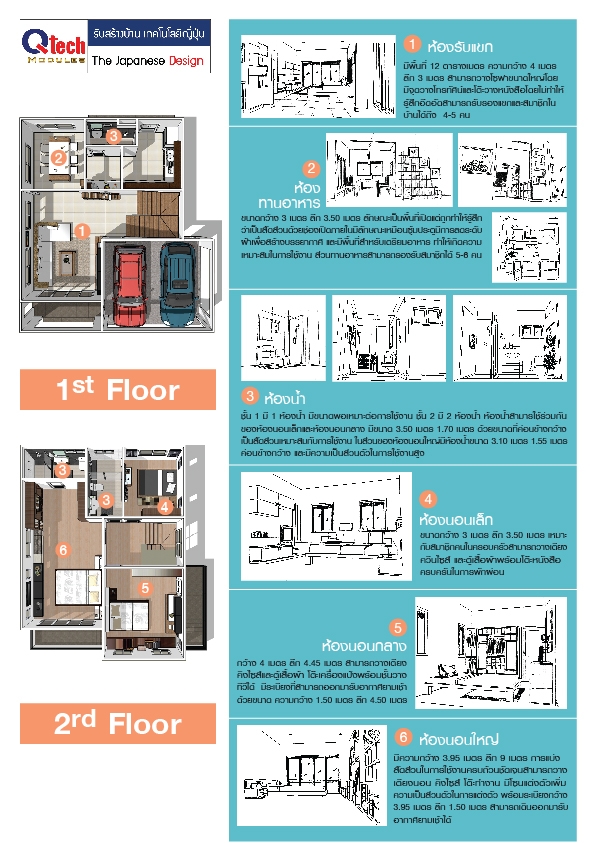 Qtech
MODULES
รับสร้างบ้าน เทคโนโลยีญี่ปุ่น
The Japanese Design
2
3
1
1st Floor
3
3
4
6
5
2rd Floor
1 ห้องรับแขก
มีพื้นที่ 12 ตารางเมตร ความกว้าง 4 เมตร
ลึก 3 เมตร สามารถวางโซฟาขนาดใหญ่โดย
มีจุดวางโทรทัศน์และโต๊ะวางหนังสือโดยไม่ทำให้
รู้สึกอึดอัดสามารถรับรองแขกและสมาชิกใน
บ้านได้ถึง 4-5 คน
2
ห้อง
ทานอาหาร
ขนาดกว้าง 3 เมตร ลึก 3.50 เมตร ลักษณะเป็นพื้นที่เปิดแต่ถูกทำให้รู้สึก
ว่าเป็นสัดส่วนด้วยช่องเปิดภายในมีลักษณะเหมือนซุ้มประตูมีการลดระดับ
ฝ้าเพื่อสร้างบรรยากาศ และมีพื้นที่สำหรับเตรียมอาหาร ทำให้เกิดความ
เหมาะสมในการใช้งาน ส่วนทานอาหารสามารถรองรับสมาชิกได้ 5-8 คน
3 ห้องน้ำ
ชั้น 1 มี 1 ห้องน้ำ มีขนาดพอเหมาะต่อการใช้งาน ชั้น 2 มี 2 ห้องน้ำ ห้องน้ำสามารใช้ร่วมกัน
ของห้องนอนเล็กและห้องนอนกลาง มีขนาด 3.50 เมตร 1.70 เมตร ด้วยขนาดที่ค่อนข้างกว้าง
เป็นสัดส่วนเหมาะสมกับการใช้งาน ในส่วนของห้องนอนใหญ่มีห้องน้ำขนาด 3.10 เมตร 1.55 เมตร
ค่อนข้างกว้าง และมีความเป็นส่วนตัวในการใช้งานสูง
4
ห้องนอนเล็ก
ขนาดกว้าง 3 เมตร ลึก 3.50 เมตร เหมาะ
กับสมาชิกคนในครอบครัวสามารถวางเตียง
ควีนไซส์ และตู้เสื้อผ้าพร้อมโต๊ะหนังสือ
ครบครันในการพักผ่อน
5
ห้องนอนกลาง
กว้าง 4 เมตร ลึก 4.45 เมตร สามารถวางเตียง
คิงไซส์และตู้เสื้อผ้า โต๊ะเครื่องแป้งพร้อมชั้นวาง
ทีวีได้ มีระเบียงที่สามารถออกมารับอากาศยามเช้า
ด้วยขนาด ความกว้าง 1.50 เมตร ลึก 4.50 เมตร
6 ห้องนอนใหญ่
มีความกว้าง 3.95 เมตร ลึก 9 เมตร การแบ่ง
สัดส่วนในการใช้งานครบถ้วนชัดเจนสามารถวาง
เตียงนอน คิงไซส์ โต๊ะทำงาน มีโซนแต่งตัวเพิ่ม
ความเป็นส่วนตัวในการแต่งตัว พร้อมระเบียงกว้าง
3.95 เมตร ลึก 1.50 เมตร สามารถเดินออกมารับ
อากาศยามเช้าได้